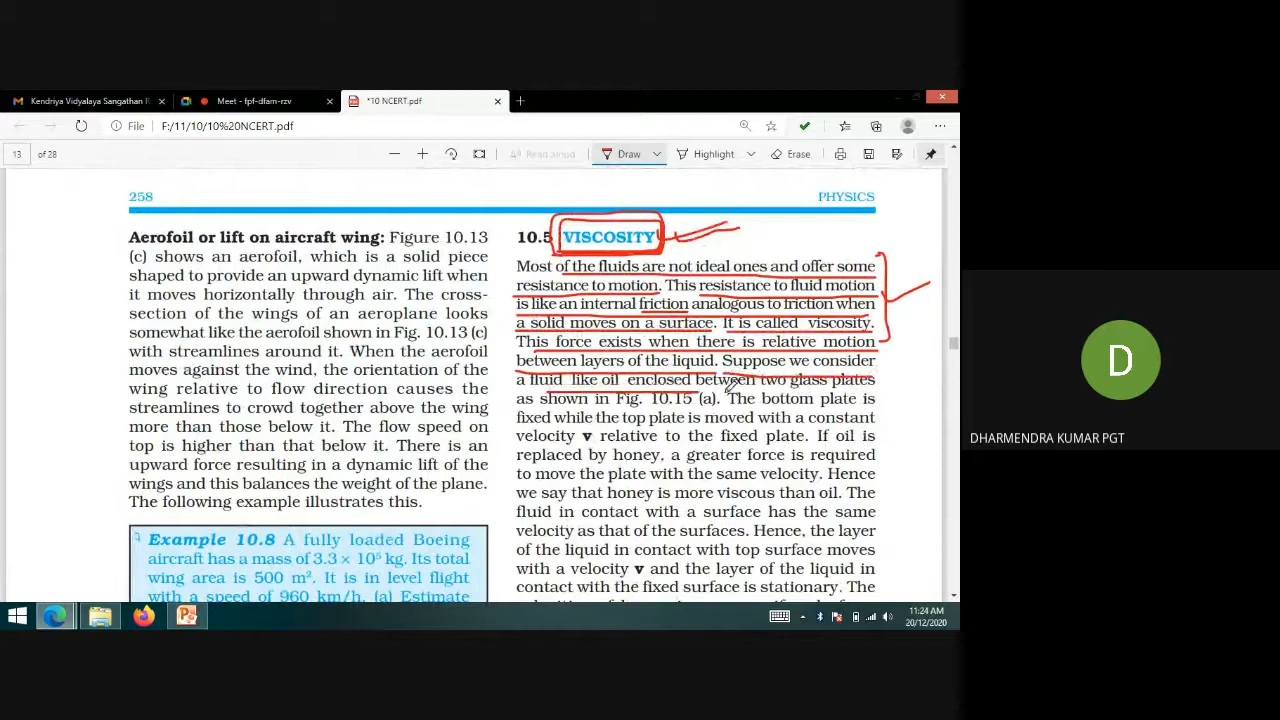 Kendriya Vidyalaya Sangathan R
Meet - fpf-dfam-rzv
*10 NCERT.pdf
File
F:/11/10/10%20NCERT.pdf
13
of 28
Read aloud
Draw
Highlight
Erase
258
PHYSICS
Aerofoil or lift on aircraft wing: Figure 10.13
(c) shows an aerofoil, which is a solid piece
shaped to provide an upward dynamic lift when
it moves horizontally through air. The cross-
section of the wings of an aeroplane looks
somewhat like the aerofoil shown in Fig. 10.13 (c)
with streamlines around it. When the aerofoil
moves against the wind, the orientation of the
wing relative to flow direction causes the
streamlines to crowd together above the wing
more than those below it. The flow speed on
top is higher than that below it. There is an
upward force resulting in a dynamic lift of the
wings and this balances the weight of the plane.
The following example illustrates this.
Example 10.8 A fully loaded Boeing
aircraft has a mass of 3.3 × 10⁵ kg. Its total
wing area is 500 m². It is in level flight
with a speed of 960 km/h. (a) Estimate
10.5 VISCOSITY
Most of the fluids are not ideal ones and offer some
resistance to motion. This resistance to fluid motion
is like an internal friction analogous to friction when
a solid moves on a surface. It is called viscosity.
This force exists when there is relative motion
between layers of the liquid. Suppose we consider
a fluid like oil enclosed between two glass plates
as shown in Fig. 10.15 (a). The bottom plate is
fixed while the top plate is moved with a constant
velocity v relative to the fixed plate. If oil is
replaced by honey, a greater force is required
to move the plate with the same velocity. Hence
we say that honey is more viscous than oil. The
fluid in contact with a surface has the same
velocity as that of the surfaces. Hence, the layer
of the liquid in contact with top surface moves
with a velocity v and the layer of the liquid in
contact with the fixed surface is stationary. The
D
DHARMENDRA KUMAR PGT
11:24 AM
20/12/2020